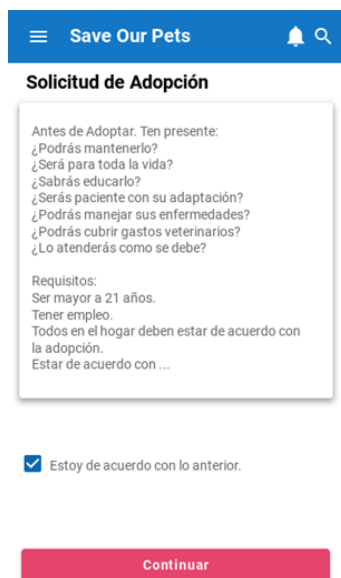 Save Our Pets
Solicitud de Adopción
Antes de Adoptar. Ten presente:
¿Podrás mantenerlo?
¿Será para toda la vida?
¿Sabrás educarlo?
¿Serás paciente con su adaptación?
¿Podrás manejar sus enfermedades?
¿Podrás cubrir gastos veterinarios?
¿Lo atenderás como se debe?
Requisitos:
Ser mayor a 21 años.
Tener empleo.
Todos en el hogar deben estar de acuerdo con
la adopción.
Estar de acuerdo con ...
Estoy de acuerdo con lo anterior.
Continuar